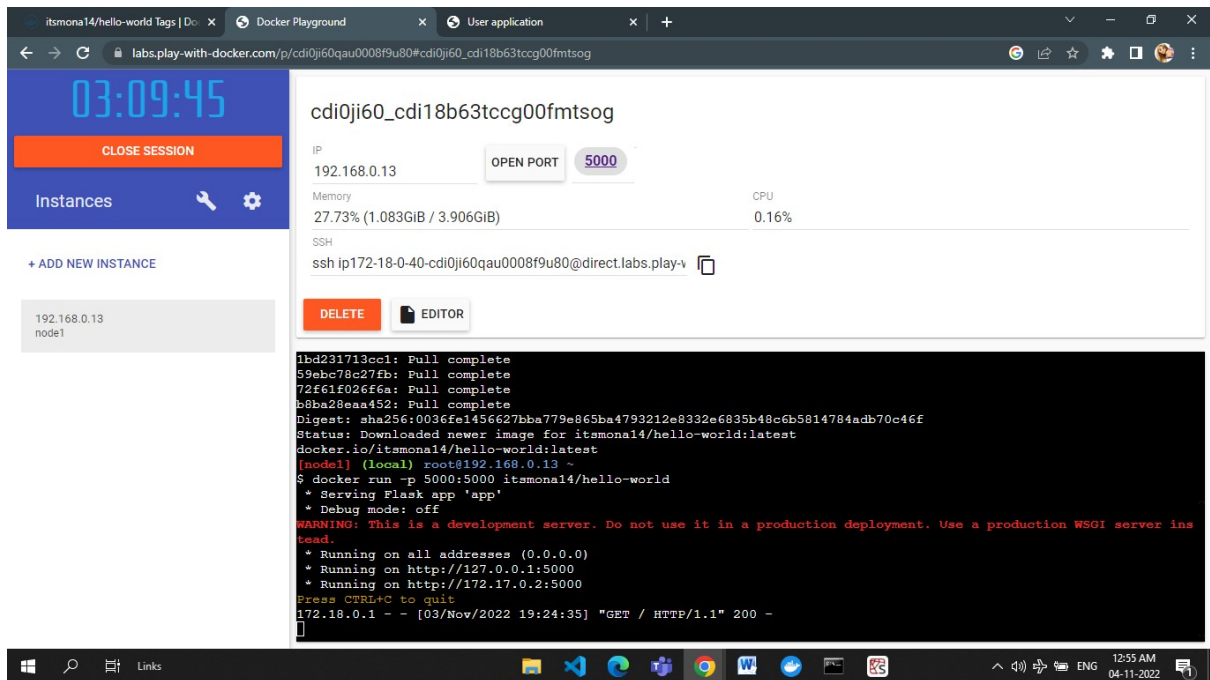 itsmona14/hello-world Tags | Do
Docker Playground
User application
labs.play-with-docker.com/p/cdi0ji60qau0008f9u80#cdi0ji60_cdi18b63tccg00fmtsog
03:09:45
CLOSE SESSION
Instances
+ ADD NEW INSTANCE
192.168.0.13
node1
cdi0ji60_cdi18b63tccg00fmtsog
IP
192.168.0.13
OPEN PORT
5000
Memory
27.73% (1.083GiB / 3.906GiB)
CPU
0.16%
SSH
ssh ip172-18-0-40-cdi0ji60qau0008f9u80@direct.labs.play-v
DELETE
EDITOR
1bd231713cc1: Pull complete
59ebc78c27fb: Pull complete
72f61f026f6a: Pull complete
b8ba28eaa452: Pull complete
Digest: sha256:0036fe1456627bba779e865ba4793212e8332e6835b48c6b5814784adb70c46f
Status: Downloaded newer image for itsmona14/hello-world:latest
docker.io/itsmona14/hello-world:latest
[node1] (local) root@192.168.0.13 ~
$ docker run -p 5000:5000 itsmona14/hello-world
* Serving Flask app 'app'
* Debug mode: off
WARNING: This is a development server. Do not use it in a production deployment. Use a production WSGI server ins
tead.
* Running on all addresses (0.0.0.0)
* Running on http://127.0.0.1:5000
* Running on http://172.17.0.2:5000
Press CTRL+C to quit
172.18.0.1 - - [03/Nov/2022 19:24:35] "GET / HTTP/1.1" 200 -
Links
ENG
12:55 AM
04-11-2022